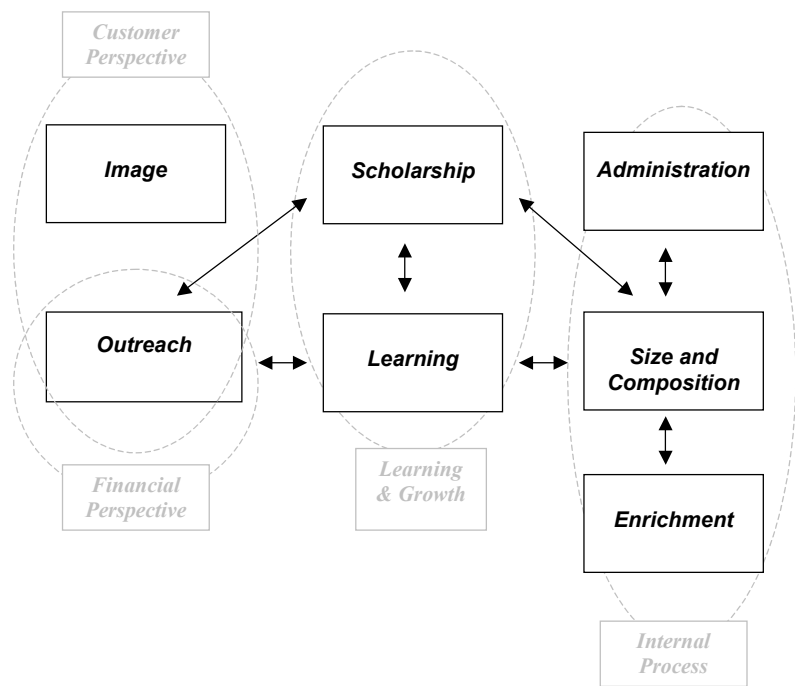 Customer
Perspective
Image
Scholarship
Administration
Outreach
Learning
Size and
Composition
Financial
Perspective
Learning
& Growth
Enrichment
Internal
Process